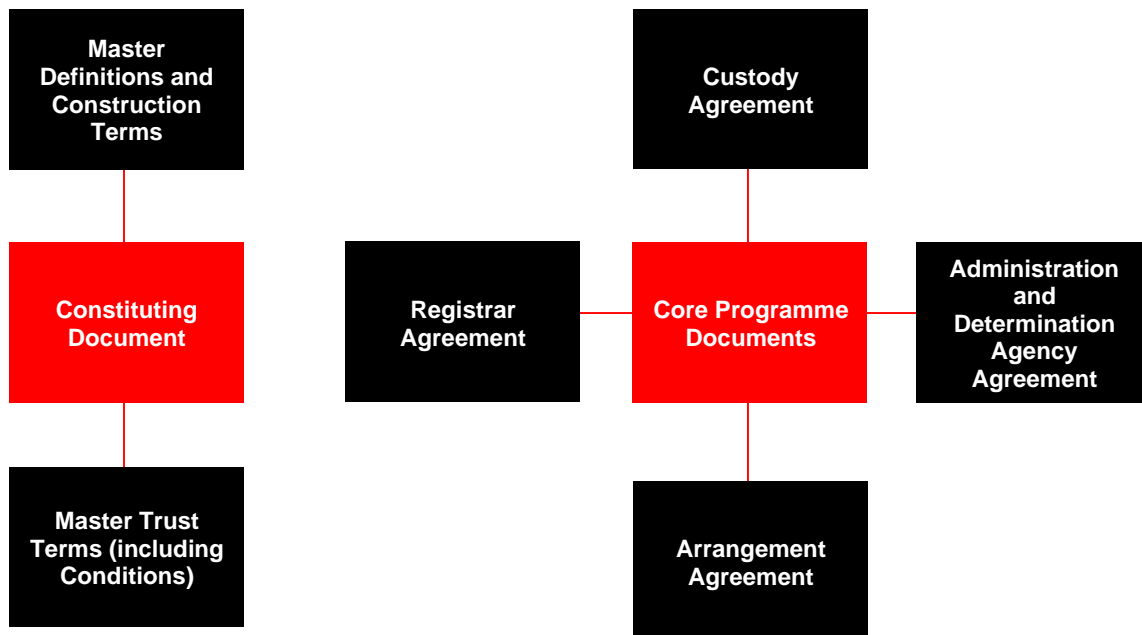 Master
Definitions and
Construction
Terms
Custody
Agreement
Constituting
Document
Registrar
Agreement
Core Programme
Documents
Administration
and
Determination
Agency
Agreement
Master Trust
Terms (including
Conditions)
Arrangement
Agreement